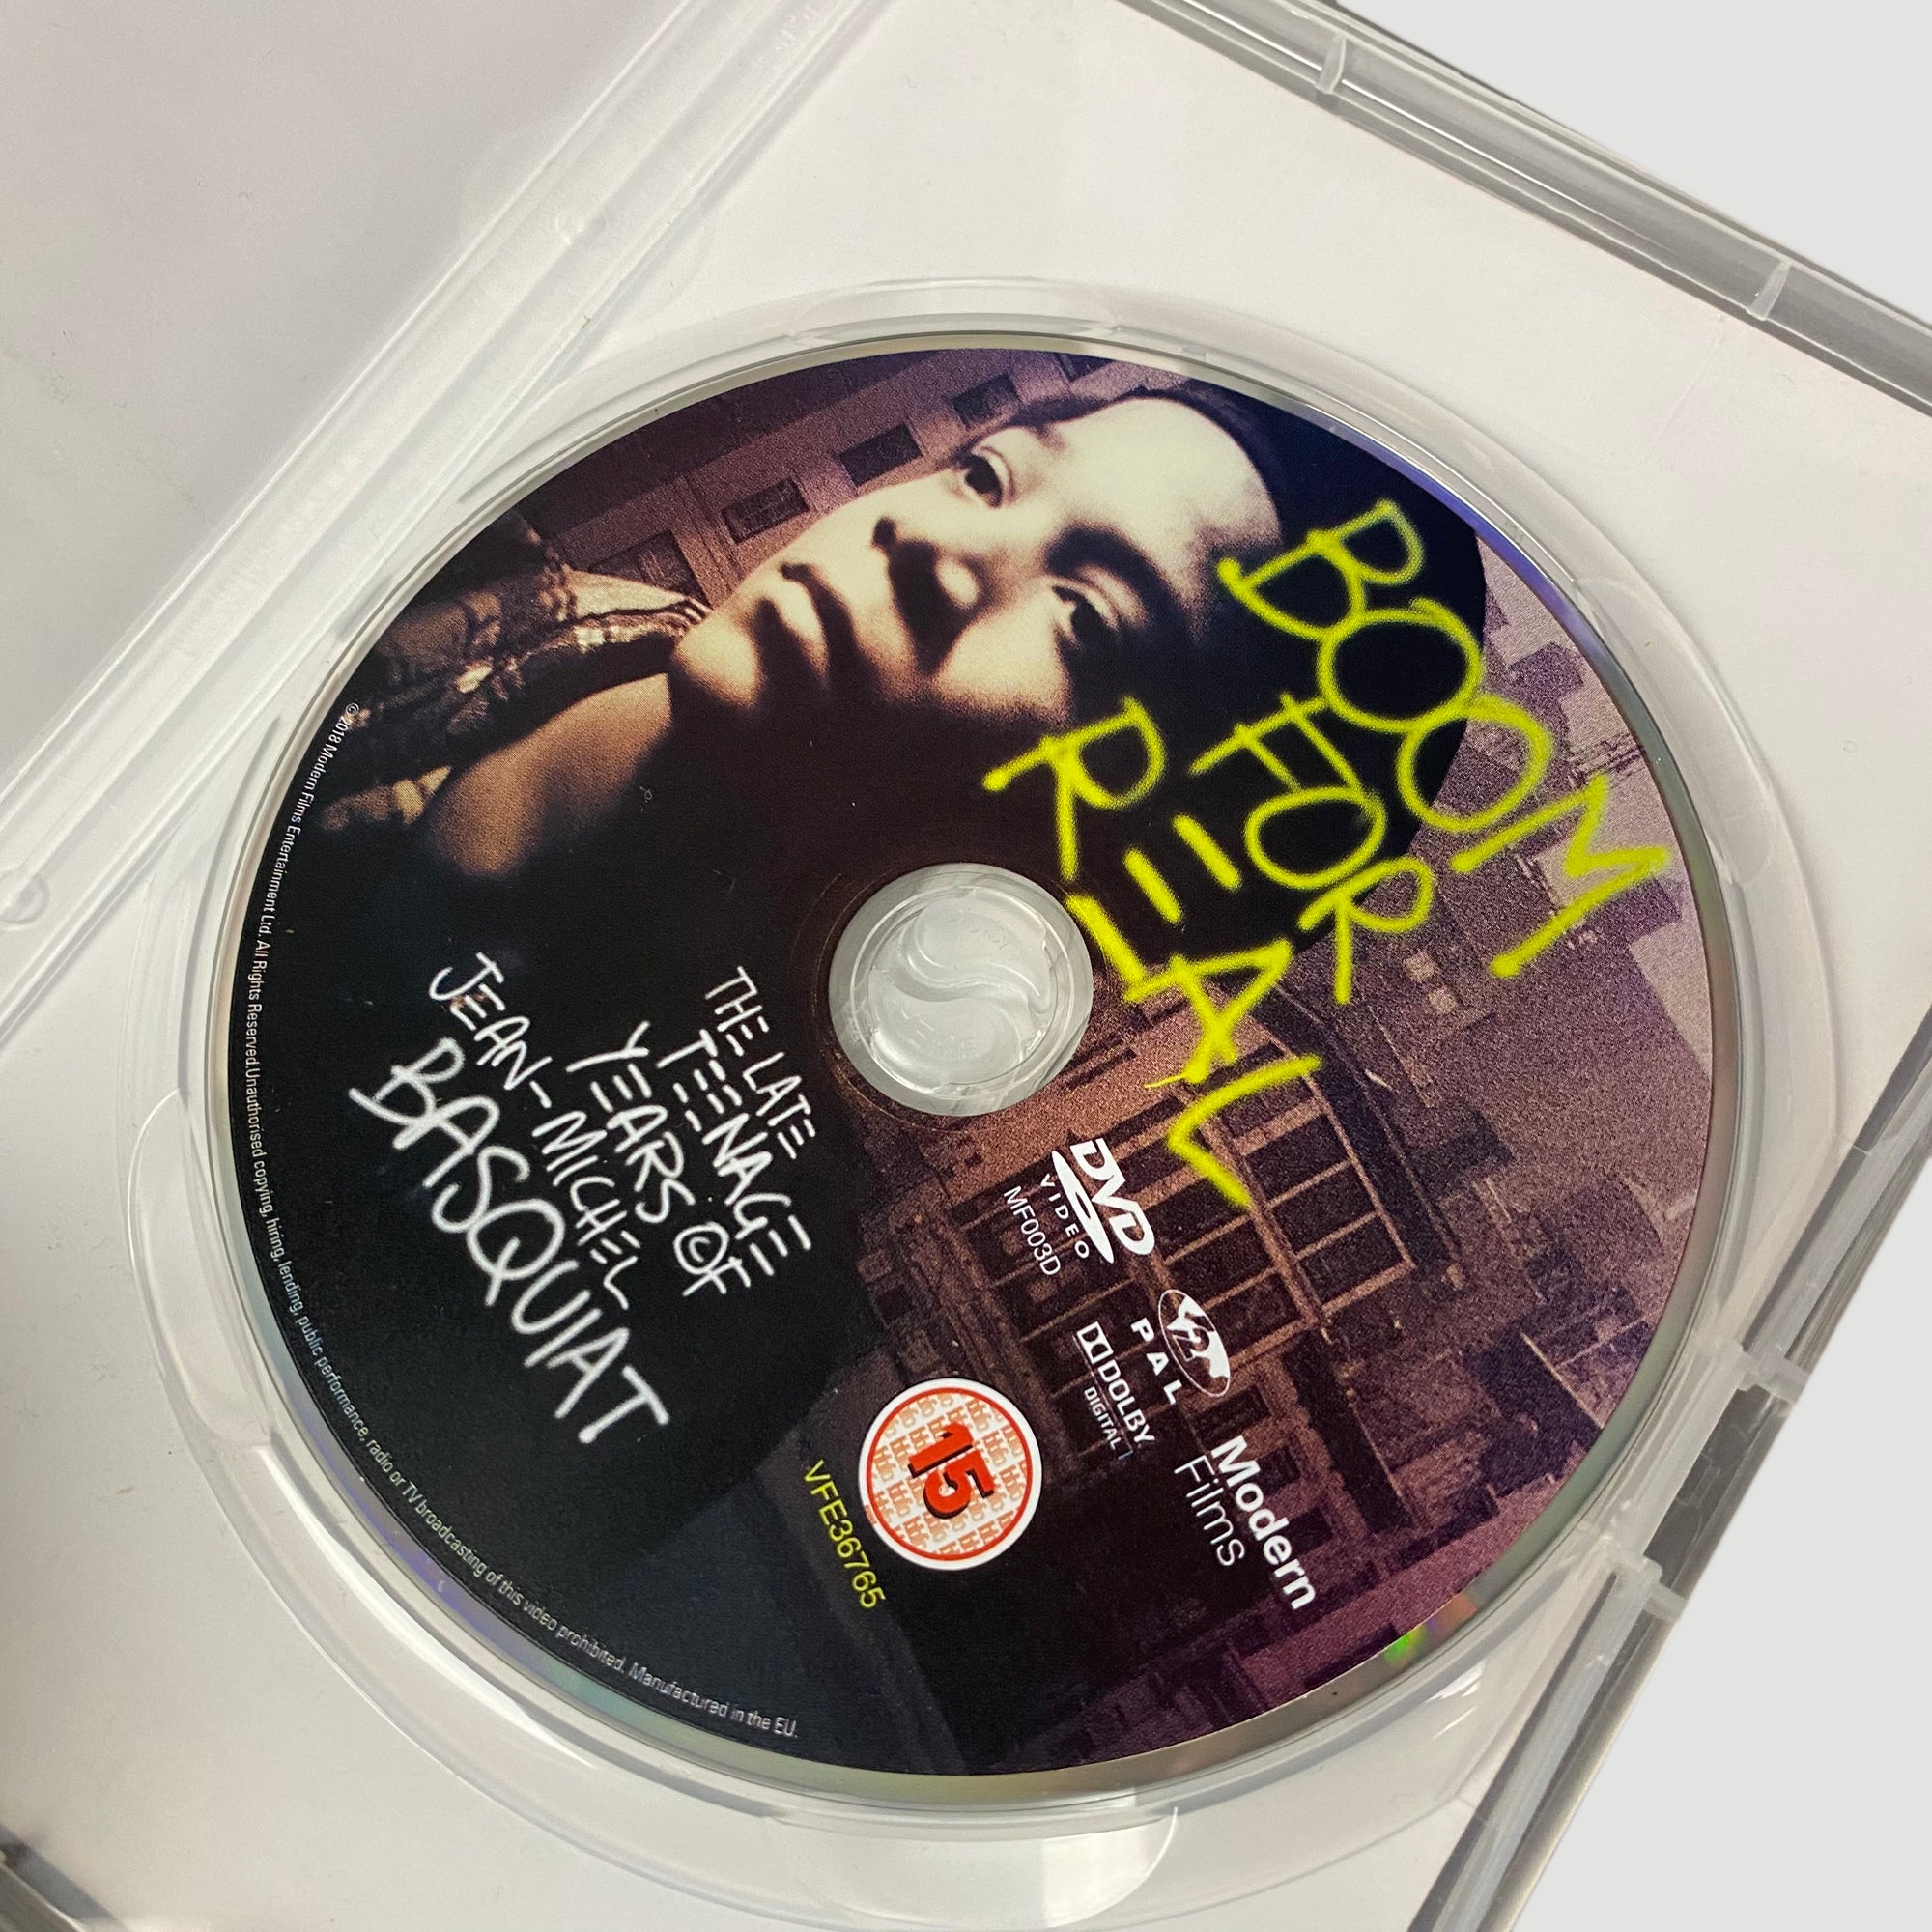 BOOM
FOR
REAL
THE LATE
TEENAGE
YEARS OF
JEAN-MICHEL
BASQUIAT
©
DVD
VIDEO
MF003D
2
PAL
DOLBY
DIGITAL
Modern
Films
15
VFE36765
©2018 Modern Films Entertainment Ltd. All Rights Reserved.Unauthorised copying, hiring, lending, public performance, radio or TV broadcasting of this video prohibited. Manufactured in the EU.